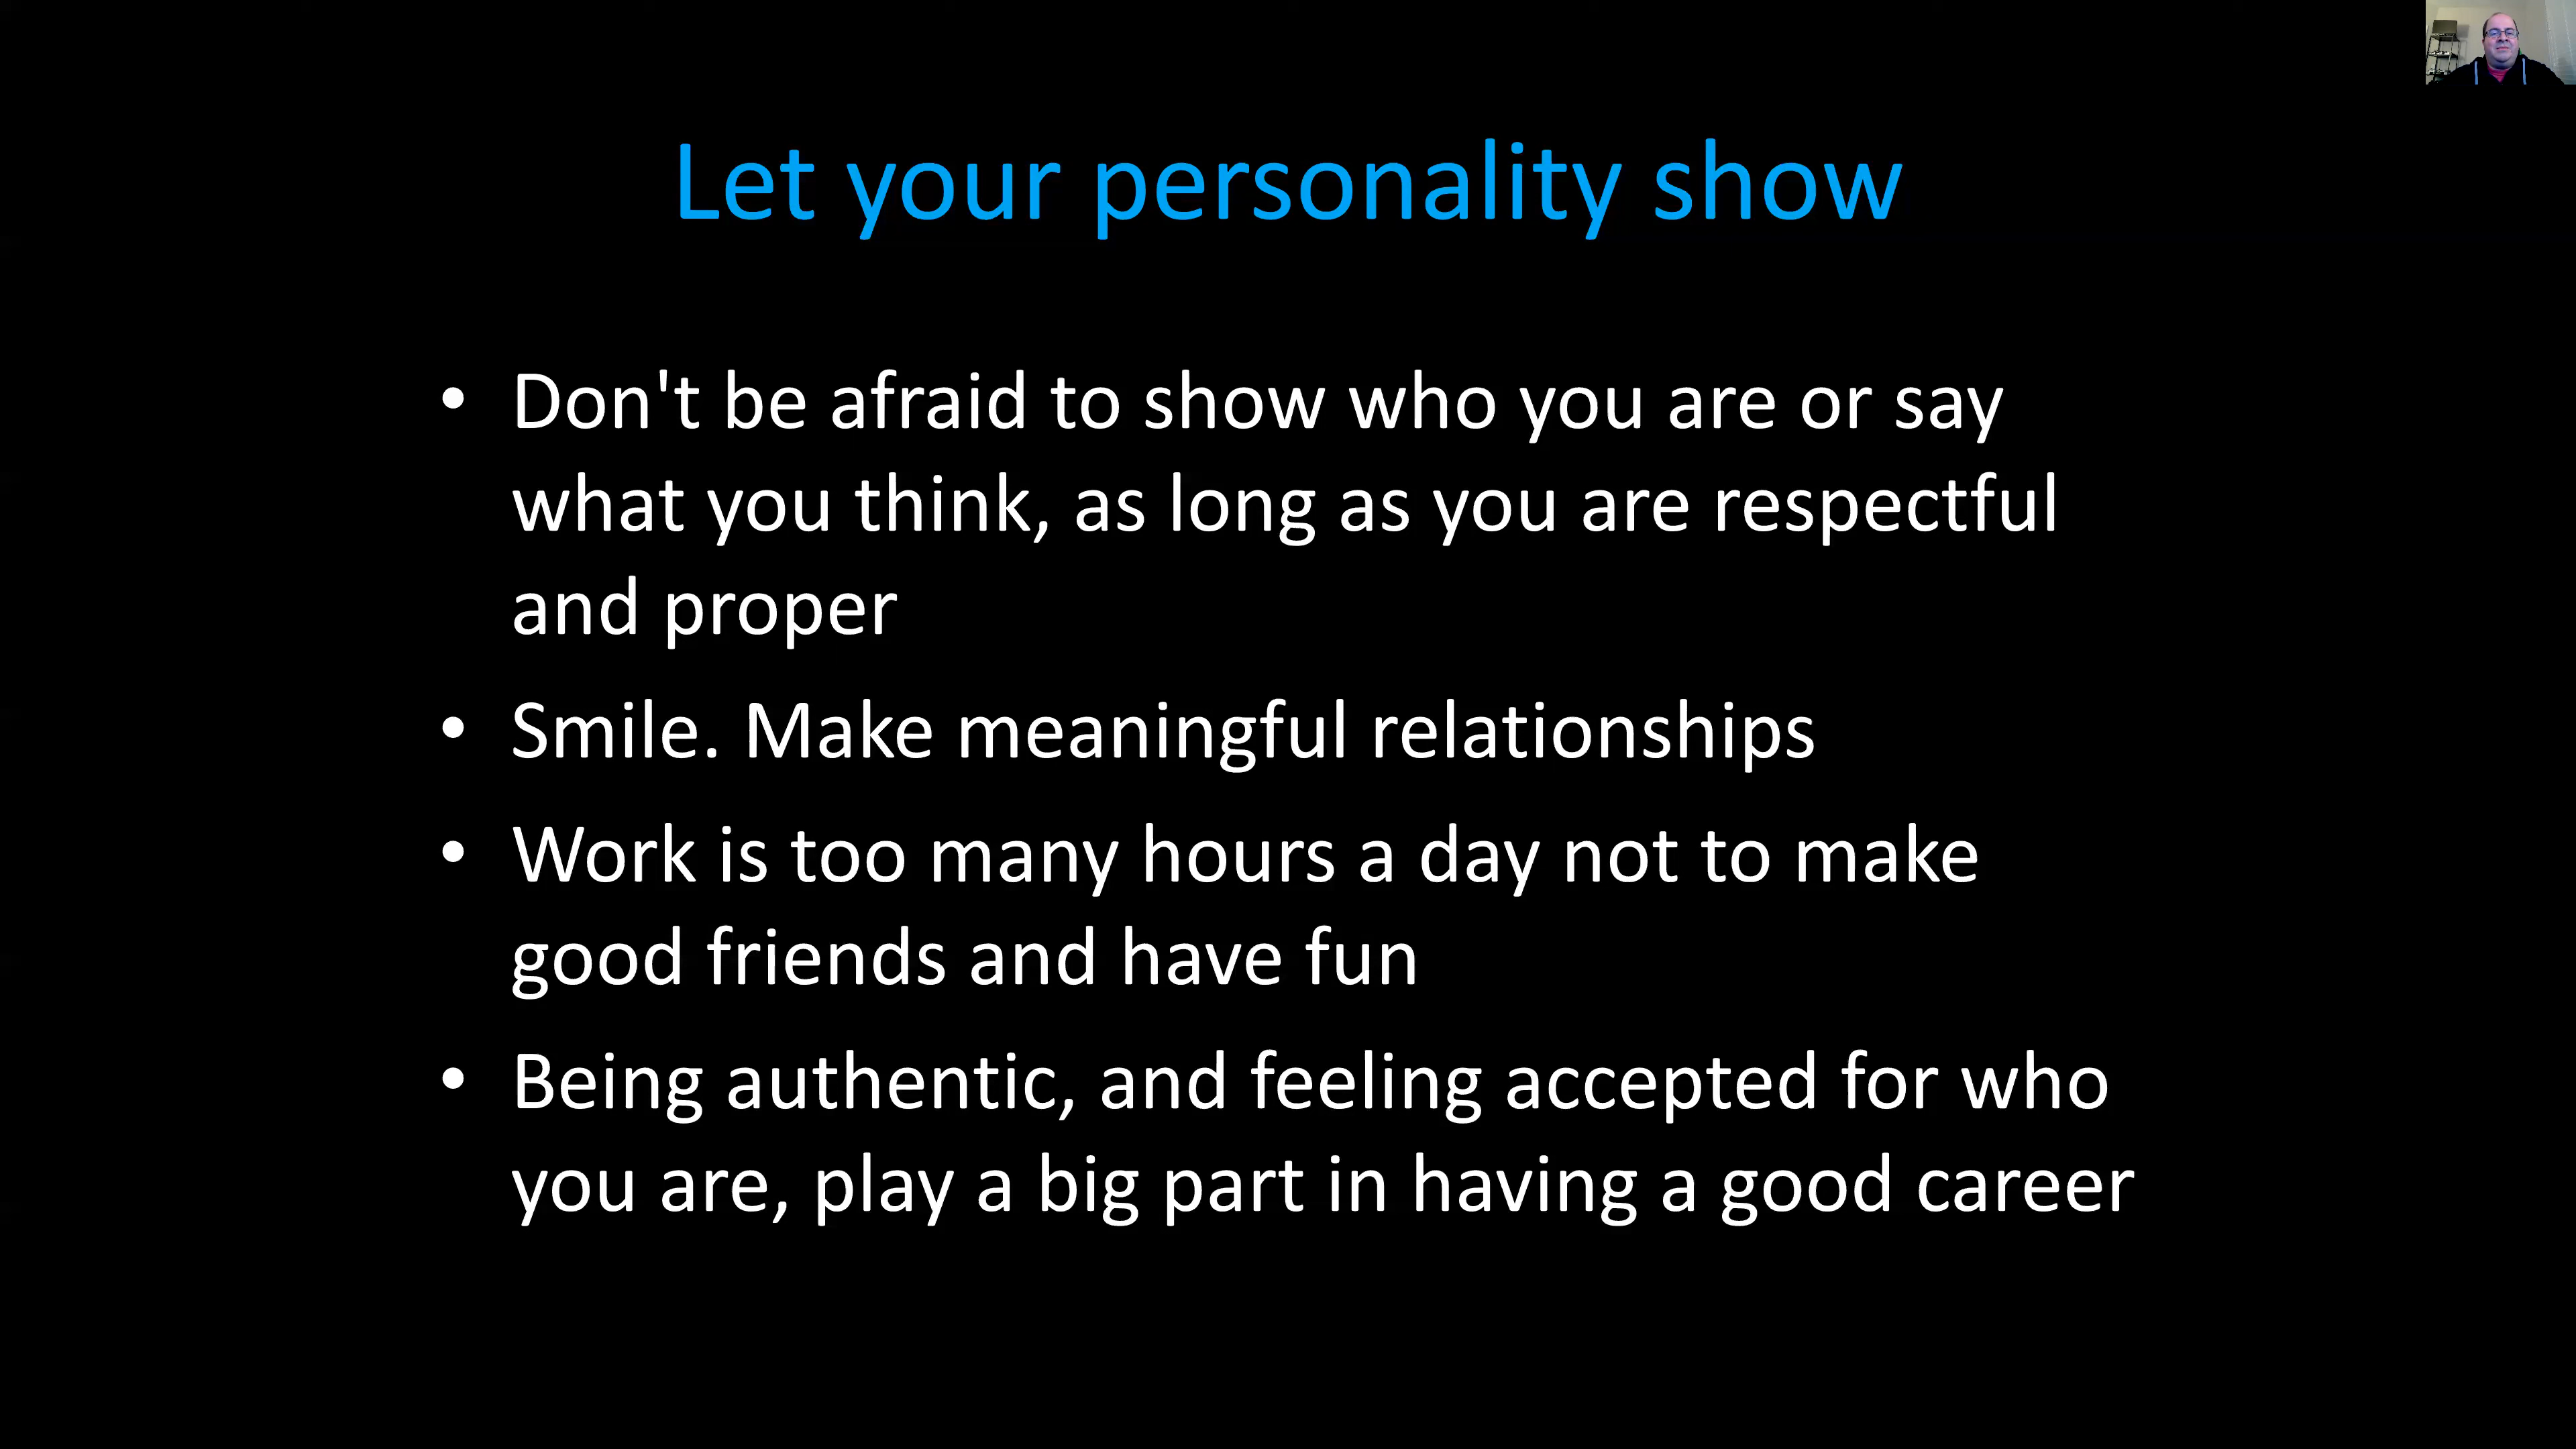 Let your personality show
• Don't be afraid to show who you are or say
what you think, as long as you are respectful
and proper
• Smile. Make meaningful relationships
• Work is too many hours a day not to make
good friends and have fun
• Being authentic, and feeling accepted for who
you are, play a big part in having a good career